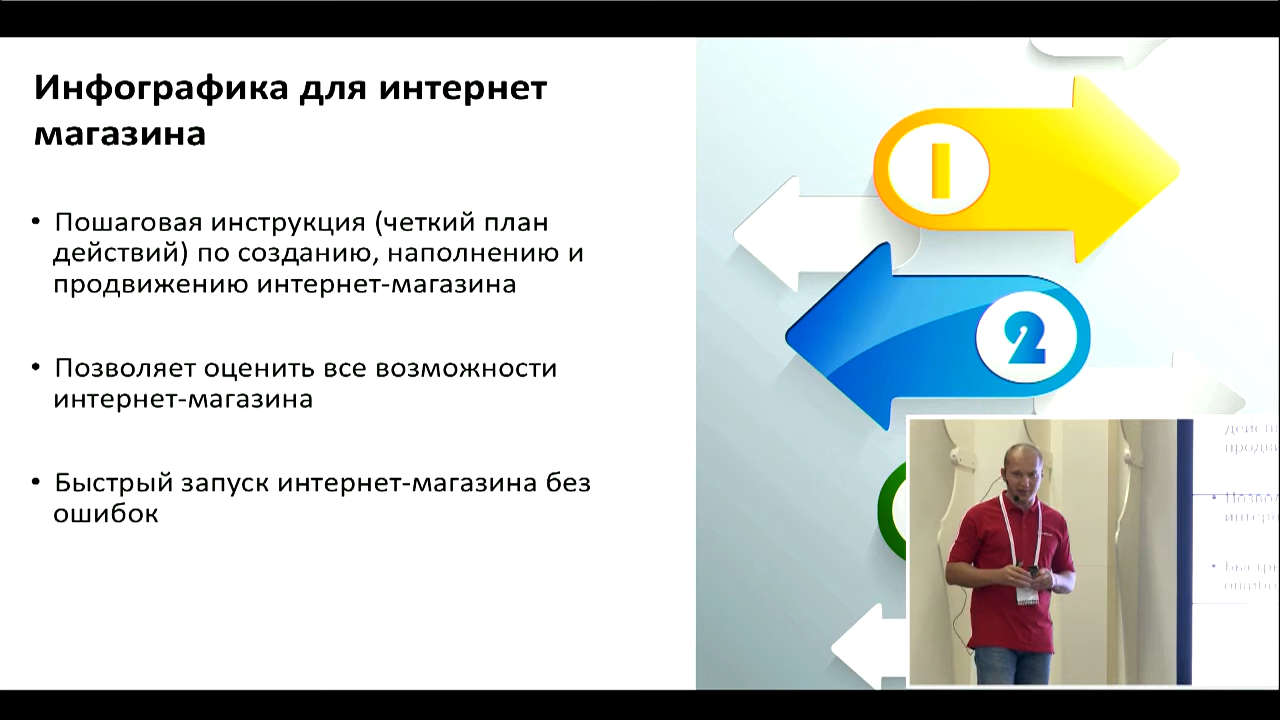 Инфографика для интернет
магазина
• Пошаговая инструкция (четкий план
действий) по созданию, наполнению и
продвижению интернет-магазина
• Позволяет оценить все возможности
интернет-магазина
• Быстрый запуск интернет-магазина без
ошибок
1
2